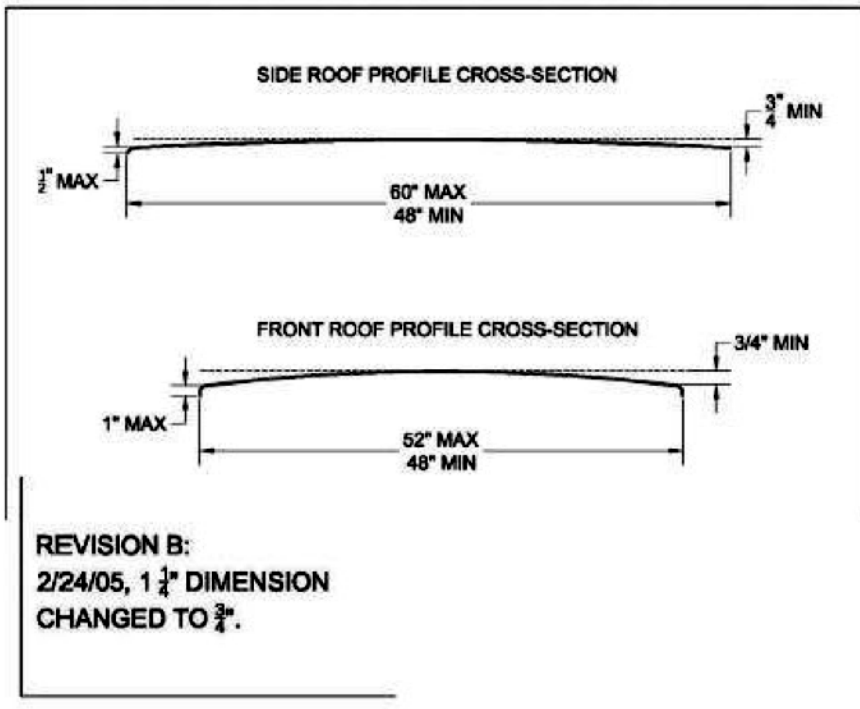 SIDE ROOF PROFILE CROSS-SECTION
3/4" MIN
1/2" MAX
60" MAX
48" MIN
FRONT ROOF PROFILE CROSS-SECTION
3/4" MIN
1" MAX
52" MAX
48" MIN
REVISION B:
2/24/05, 1 1/4" DIMENSION
CHANGED TO 3/4".